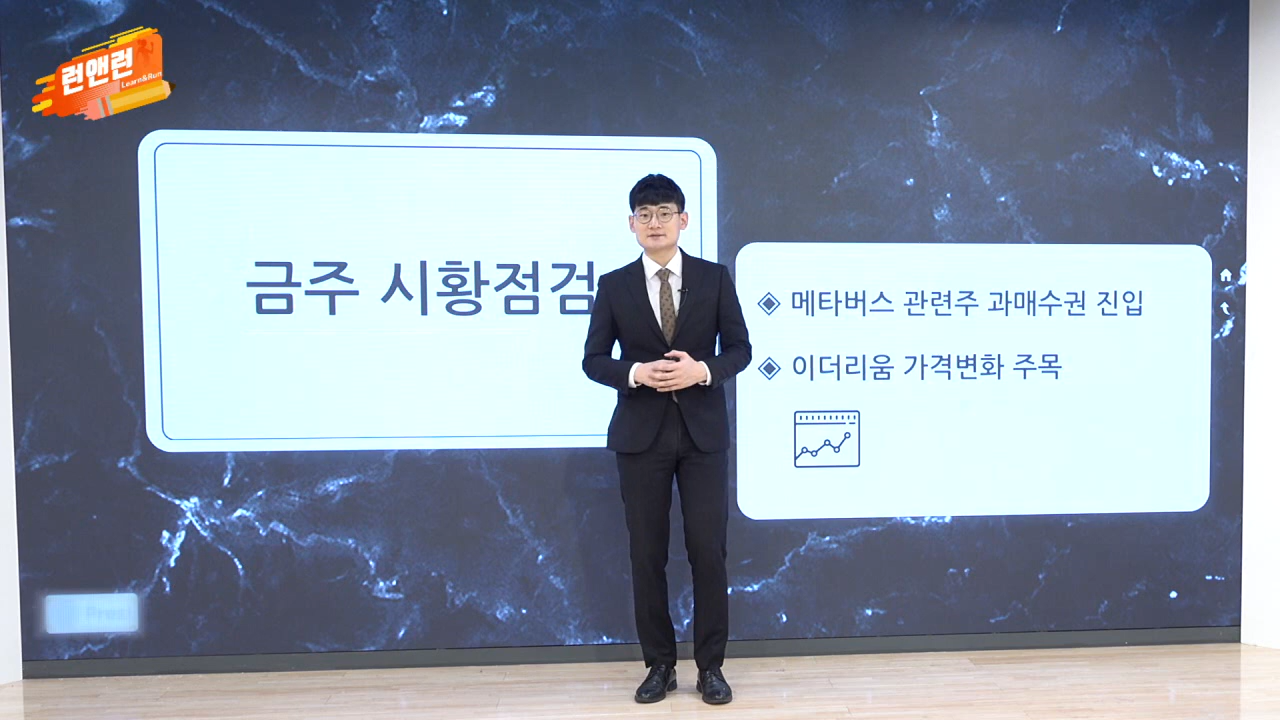 런앤런
Learn&Run
금주 시황점검
◈ 메타버스 관련주 과매수권 진입
◈ 이더리움 가격변화 주목